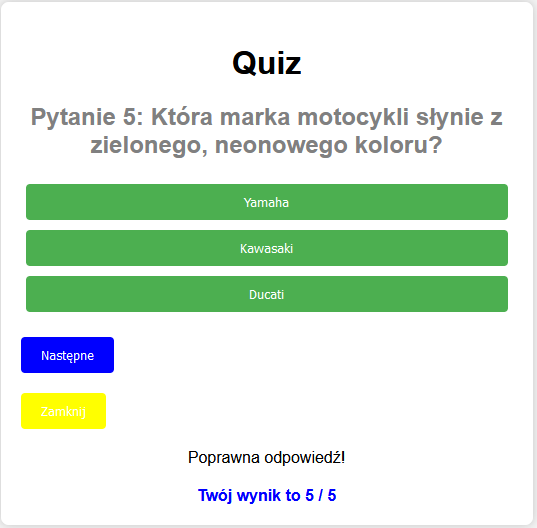 Quiz
Pytanie 5: Która marka motocykli słynie z
zielonego, neonowego koloru?
Yamaha
Kawasaki
Ducati
Następne
Zamknij
Poprawna odpowiedź!
Twój wynik to 5 / 5